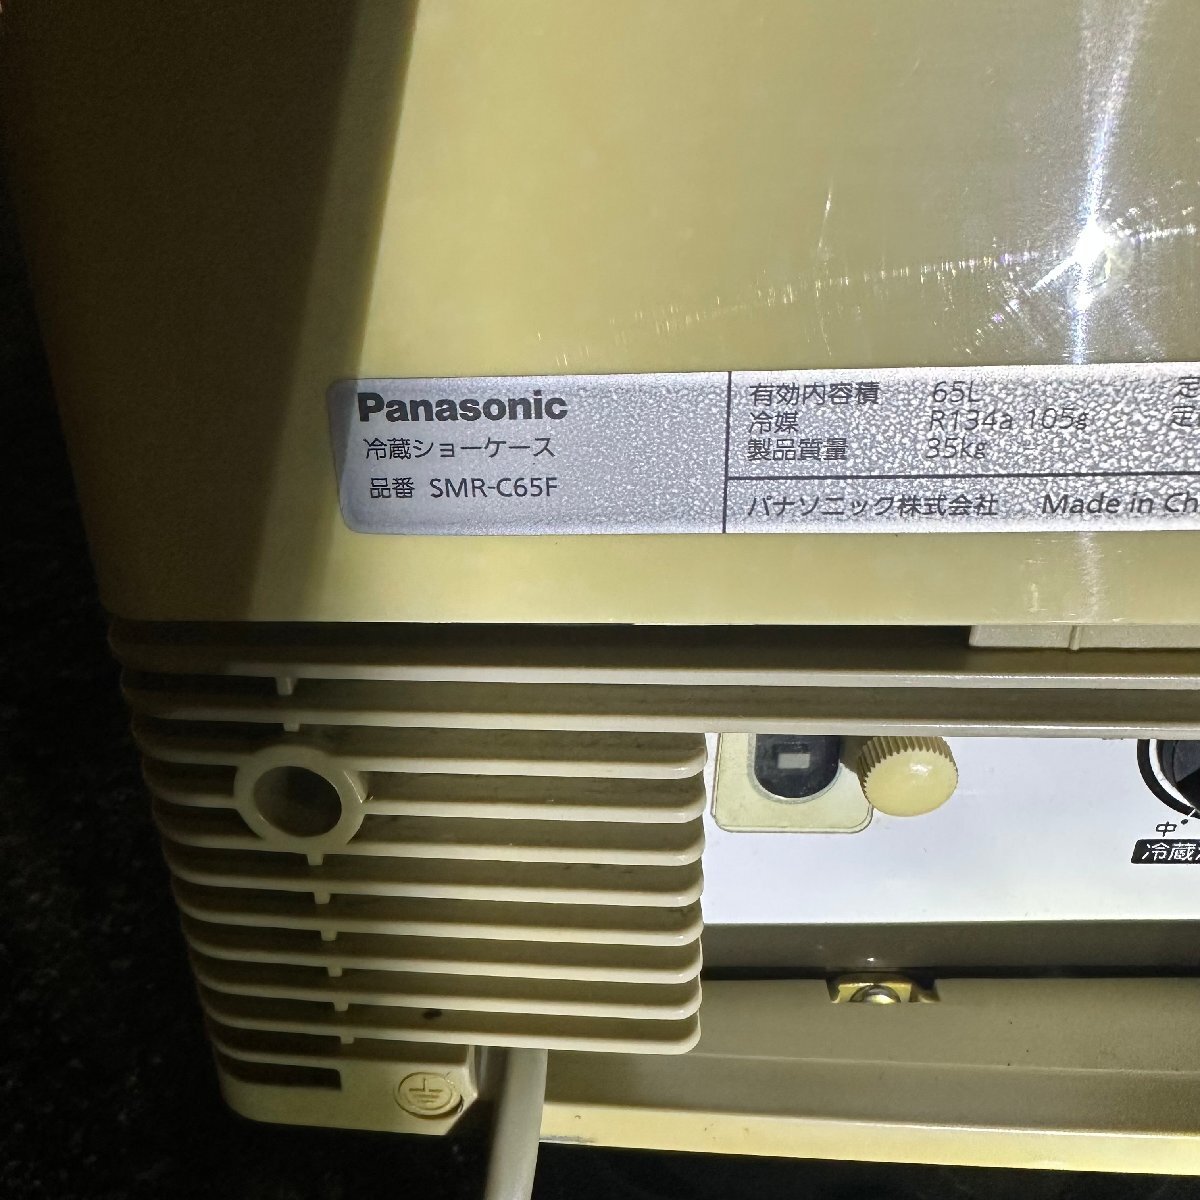 Panasonic
冷蔵ショーケース
品番 SMR-C65F
有効内容積 65L 定
冷媒 R134a 105g 定
製品質量 35kg
パナソニック株式会社 Made in Ch
中
冷蔵